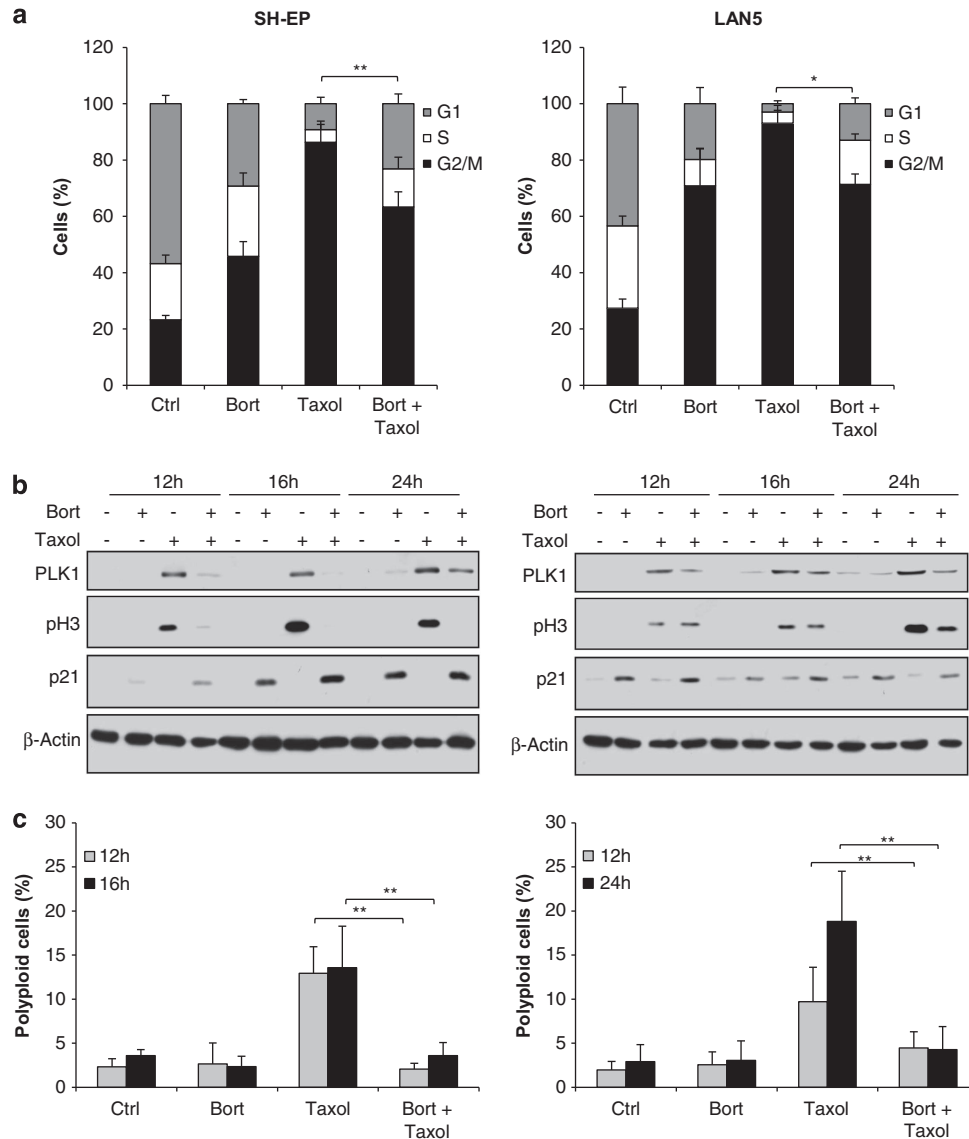 a
SH-EP
120
100
80
60
40
20
0
Cells (%)
**
G1
S
G2/M
Ctrl
Bort
Taxol
Bort +
Taxol
LAN5
120
100
80
60
40
20
0
Cells (%)
*
G1
S
G2/M
Ctrl
Bort
Taxol
Bort +
Taxol
b
12h 16h 24h
Bort - + - + - + - + - + - +
Taxol - - + + - - + + - - + +
PLK1
pH3
p21
β-Actin
12h 16h 24h
Bort - + - + - + - + - + - +
Taxol - - + + - - + + - - + +
PLK1
pH3
p21
β-Actin
c
30
25
20
15
10
5
0
Polyploid cells (%)
12h
16h
**
**
Ctrl
Bort
Taxol
Bort +
Taxol
30
25
20
15
10
5
0
Polyploid cells (%)
12h
24h
**
**
Ctrl
Bort
Taxol
Bort +
Taxol